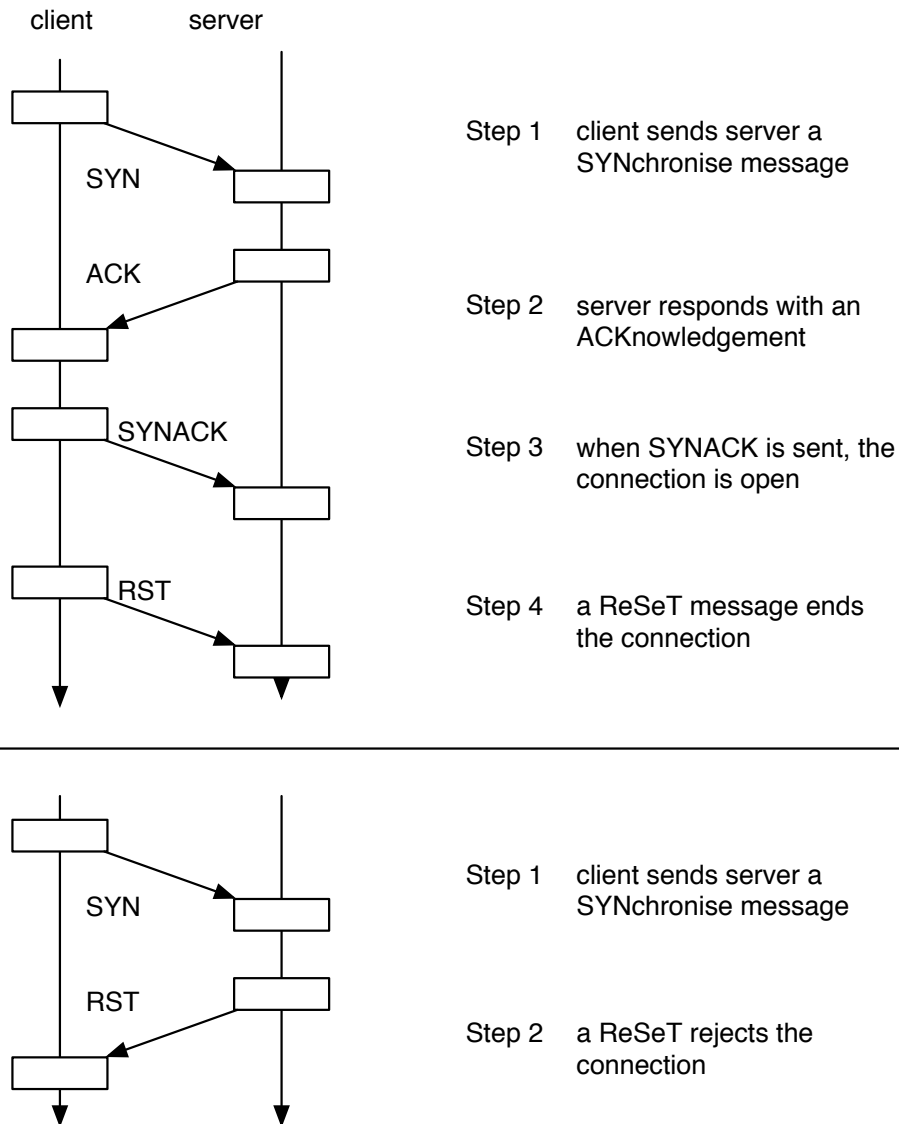 client server
SYN
Step 1 client sends server a
SYNchronise message
ACK
Step 2 server responds with an
ACKnowledgement
SYNACK
Step 3 when SYNACK is sent, the
connection is open
RST
Step 4 a ReSeT message ends
the connection
SYN
Step 1 client sends server a
SYNchronise message
RST
Step 2 a ReSeT rejects the
connection